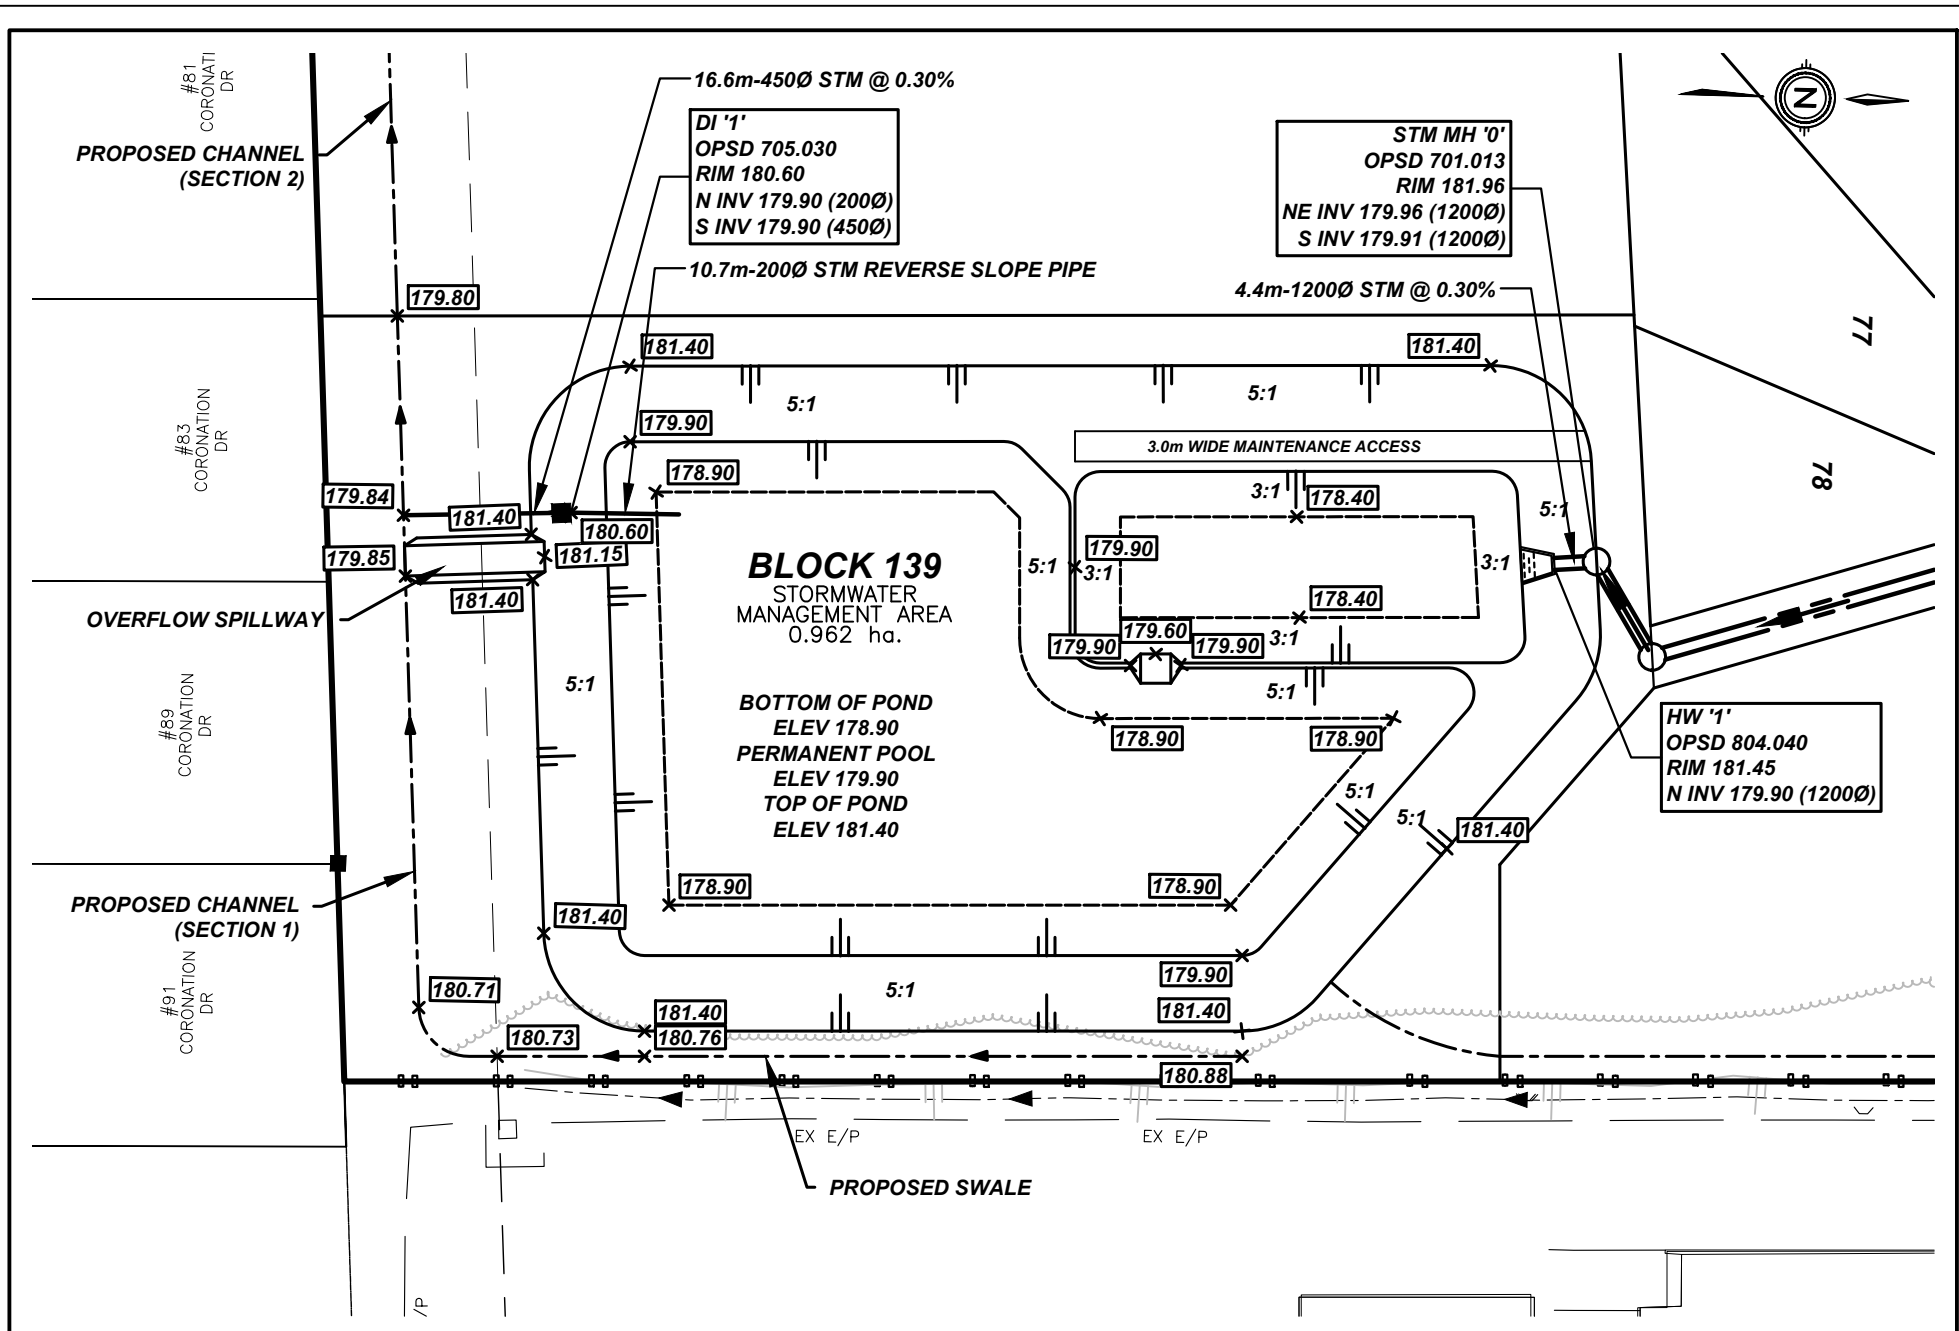 #81
CORONATI
DR
16.6m-450Ø STM @ 0.30%
DI '1'
OPSD 705.030
RIM 180.60
N INV 179.90 (200Ø)
S INV 179.90 (450Ø)
STM MH '0'
OPSD 701.013
RIM 181.96
NE INV 179.96 (1200Ø)
S INV 179.91 (1200Ø)
N
PROPOSED CHANNEL
(SECTION 2)
10.7m-200Ø STM REVERSE SLOPE PIPE
4.4m-1200Ø STM @ 0.30%
179.80
77
181.40
181.40
5:1
5:1
#83
CORONATION
DR
179.90
3.0m WIDE MAINTENANCE ACCESS
178.90
78
179.84
3:1
178.40
5:1
181.40
180.60
179.85
181.15
179.90
5:1
3:1
3:1
BLOCK 139
STORMWATER
MANAGEMENT AREA
0.962 ha.
181.40
178.40
OVERFLOW SPILLWAY
179.60
179.90
179.90
3:1
5:1
5:1
#89
CORONATION
DR
BOTTOM OF POND
ELEV 178.90
PERMANENT POOL
ELEV 179.90
TOP OF POND
ELEV 181.40
178.90
178.90
HW '1'
OPSD 804.040
RIM 181.45
N INV 179.90 (1200Ø)
5:1
5:1
181.40
178.90
178.90
PROPOSED CHANNEL
(SECTION 1)
181.40
#91
CORONATION
DR
179.90
180.71
5:1
181.40
181.40
180.73
180.76
180.88
EX E/P
EX E/P
PROPOSED SWALE
/P